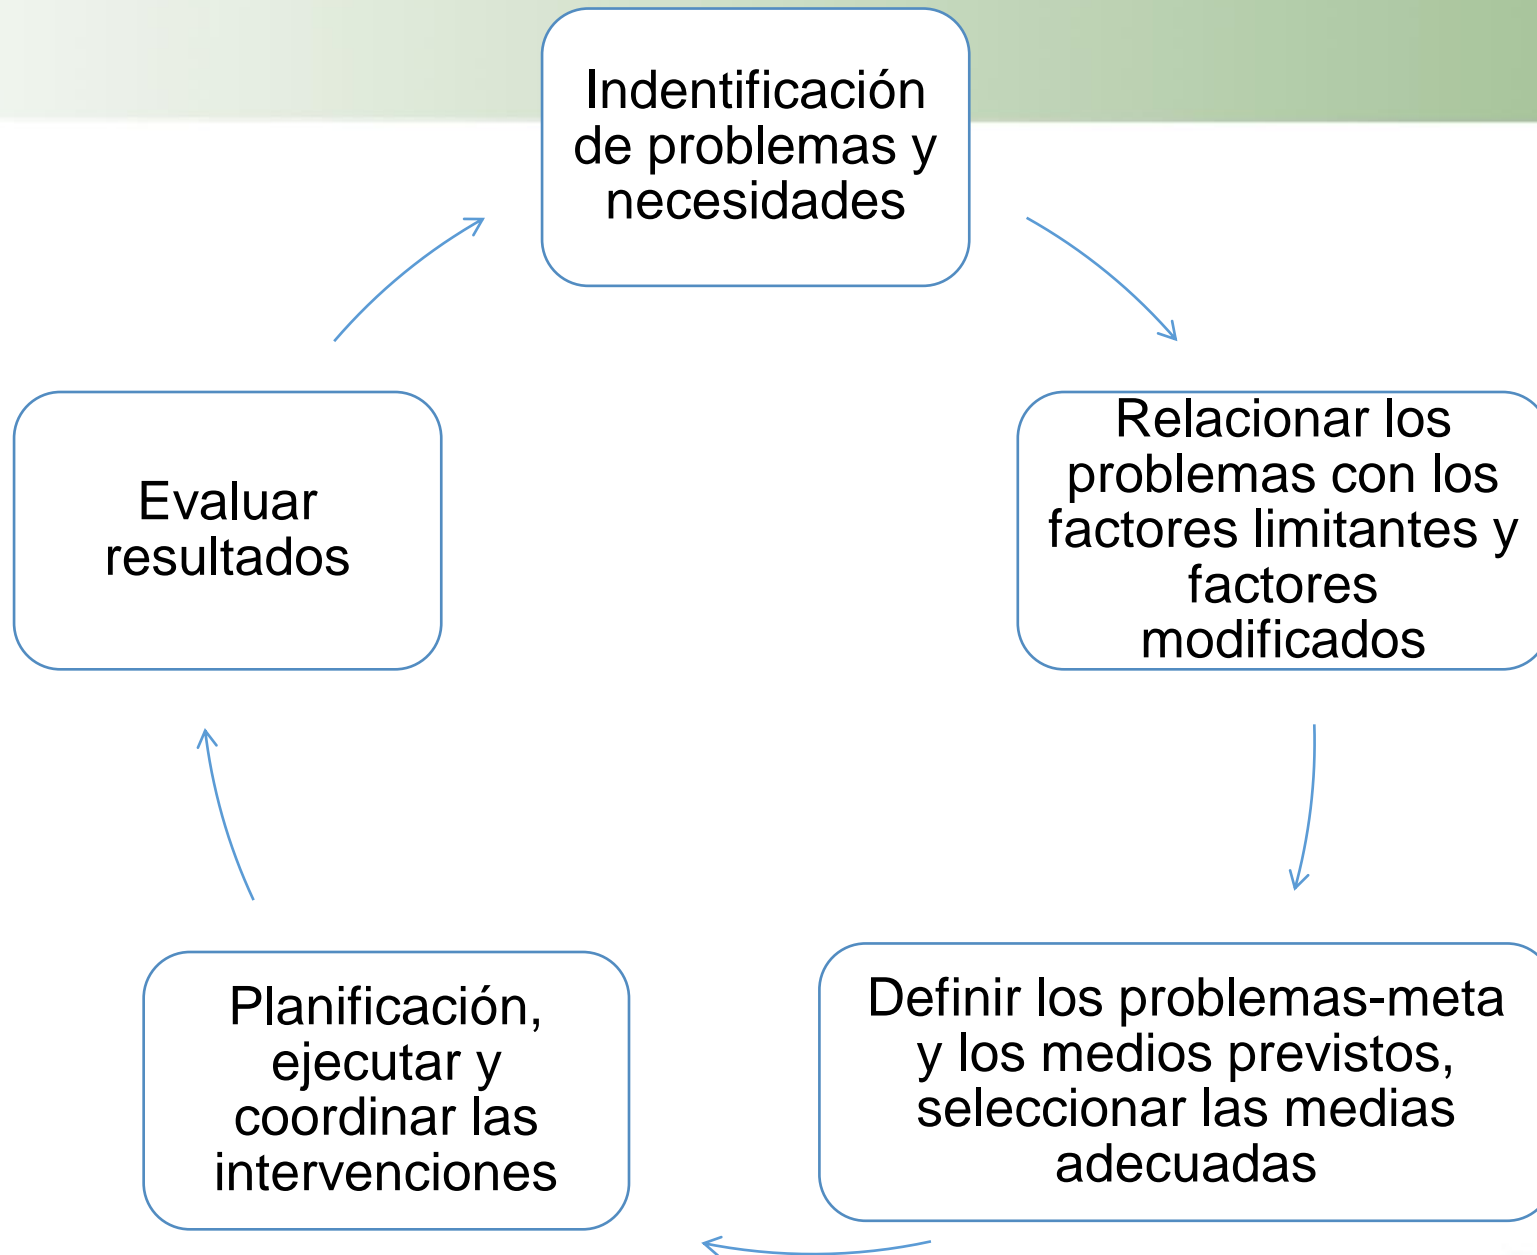 Indentificación
de problemas y
necesidades
Relacionar los
problemas con los
factores limitantes y
factores
modificados
Definir los problemas-meta
y los medios previstos,
seleccionar las medias
adecuadas
Planificación,
ejecutar y
coordinar las
intervenciones
Evaluar
resultados